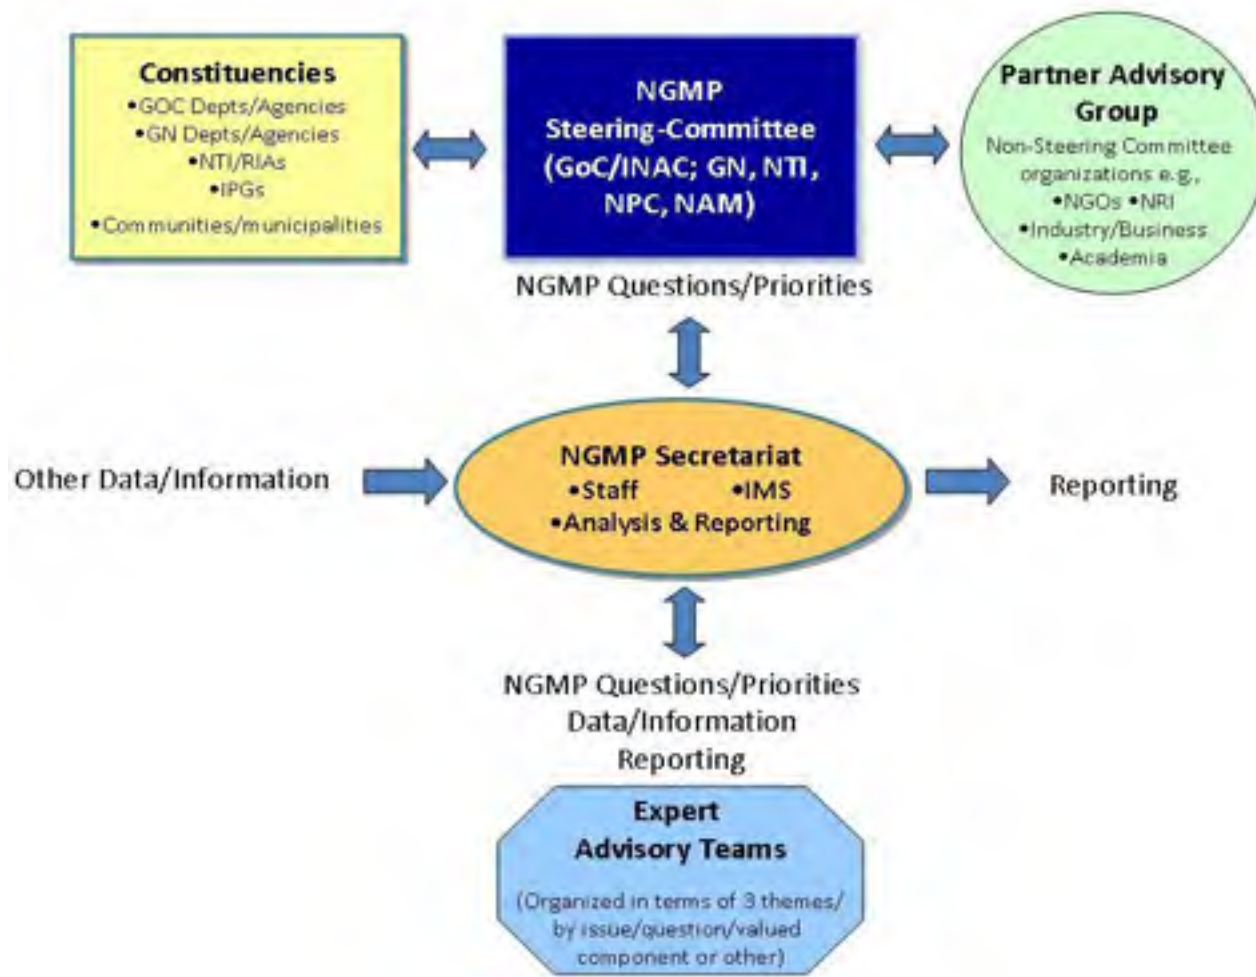 Constituencies
•GOC Depts/Agencies
•GN Depts/Agencies
•NTI/RIAs
•IPGs
•Communities/municipalities
NGMP
Steering-Committee
(GoC/INAC; GN, NTI,
NPC, NAM)
Partner Advisory
Group
Non-Steering Committee
organizations e.g.,
•NGOs •NRI
•Industry/Business
•Academia
NGMP Questions/Priorities
Other Data/Information
NGMP Secretariat
•Staff •IMS
•Analysis & Reporting
Reporting
NGMP Questions/Priorities
Data/Information
Reporting
Expert
Advisory Teams
(Organized in terms of 3 themes/
by issue/question/valued
component or other)